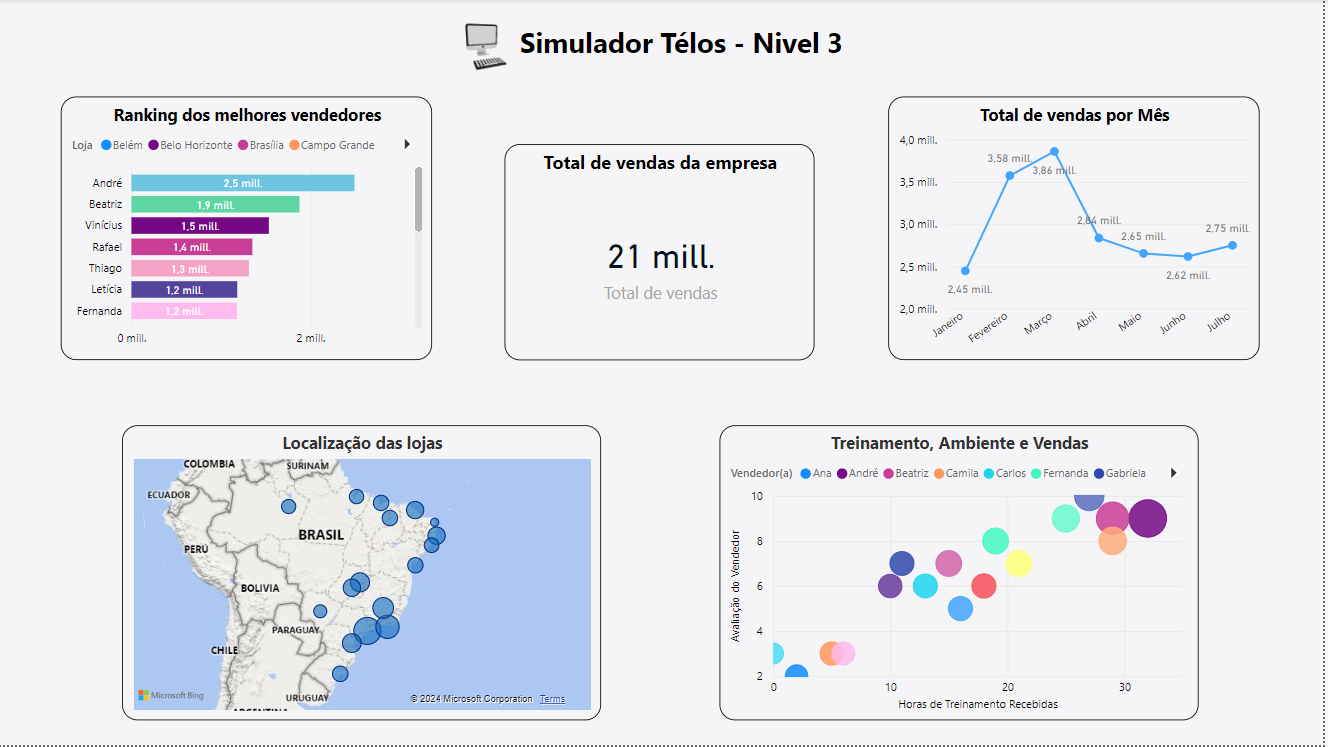 Simulador Télos - Nivel 3
Ranking dos melhores vendedores
Loja Belém Belo Horizonte Brasília Campo Grande
André 2,5 mill.
Beatriz 1,9 mill.
Vinícius 1,5 mill.
Rafael 1,4 mill.
Thiago 1,3 mill.
Letícia 1,2 mill.
Fernanda 1,2 mill.
0 mill. 2 mill.
Total de vendas da empresa
21 mill.
Total de vendas
Total de vendas por Mês
4,0 mill.
3,5 mill.
3,0 mill.
2,5 mill.
2,0 mill.
2,45 mill.
3,58 mill.
3,86 mill.
2,84 mill.
2,65 mill.
2,62 mill.
2,75 mill.
Janeiro Fevereiro Março Abril Maio Junho Julho
Localização das lojas
COLOMBIA
SURINAM
ECUADOR
BRASIL
PERÚ
BOLIVIA
PARAGUAY
CHILE
URUGUAY
ARGENTINA
Microsoft Bing
© 2024 Microsoft Corporation Terms
Treinamento, Ambiente e Vendas
Vendedor(a) Ana André Beatriz Camila Carlos Fernanda Gabriela
Avaliação do Vendedor
10
8
6
4
2
0 10 20 30
Horas de Treinamento Recebidas